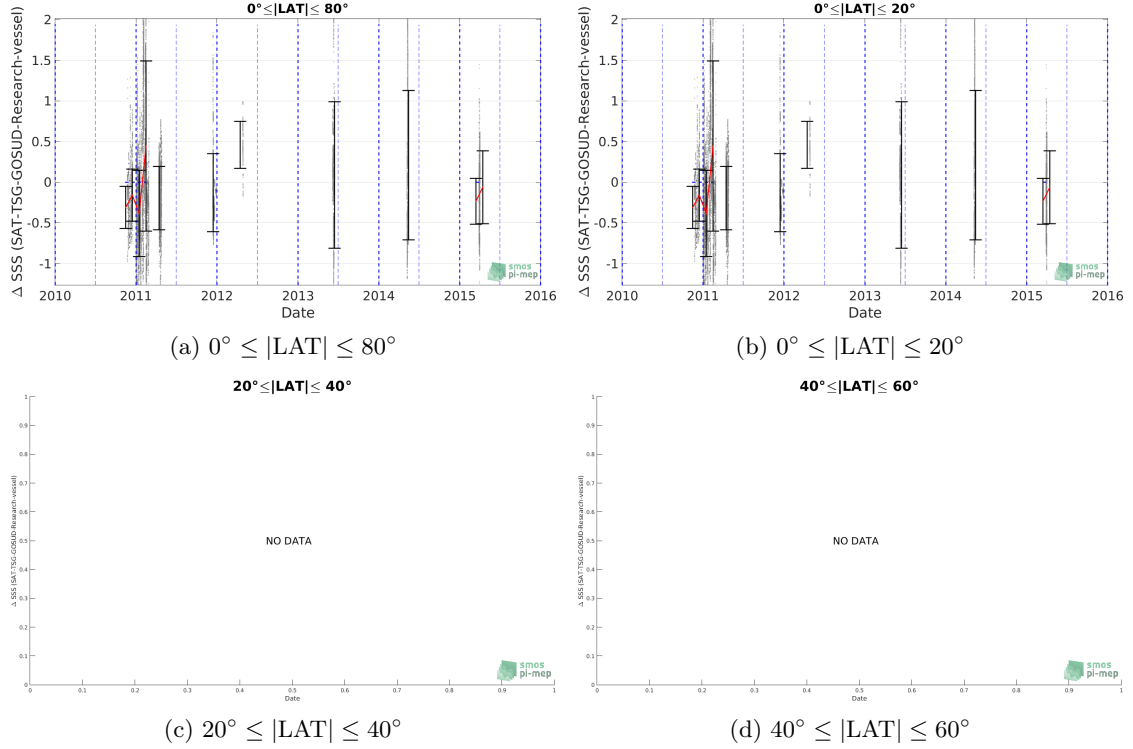 0°≤|LAT|≤ 80°
Δ SSS (SAT-TSG-GOSUD-Research-vessel)
2
1.5
1
0.5
0
-0.5
-1
2010 2011 2012 2013 2014 2015 2016
Date
smos
pi-mep
(a) 0° ≤ |LAT| ≤ 80°
0°≤|LAT|≤ 20°
Δ SSS (SAT-TSG-GOSUD-Research-vessel)
2
1.5
1
0.5
0
-0.5
-1
2010 2011 2012 2013 2014 2015 2016
Date
smos
pi-mep
(b) 0° ≤ |LAT| ≤ 20°
20°≤|LAT|≤ 40°
Δ SSS (SAT-TSG-GOSUD-Research-vessel)
1
0.9
0.8
0.7
0.6
0.5
0.4
0.3
0.2
0.1
0
NO DATA
0 0.1 0.2 0.3 0.4 0.5 0.6 0.7 0.8 0.9 1
Date
smos
pi-mep
(c) 20° ≤ |LAT| ≤ 40°
40°≤|LAT|≤ 60°
Δ SSS (SAT-TSG-GOSUD-Research-vessel)
1
0.9
0.8
0.7
0.6
0.5
0.4
0.3
0.2
0.1
0
NO DATA
0 0.1 0.2 0.3 0.4 0.5 0.6 0.7 0.8 0.9 1
Date
smos
pi-mep
(d) 40° ≤ |LAT| ≤ 60°